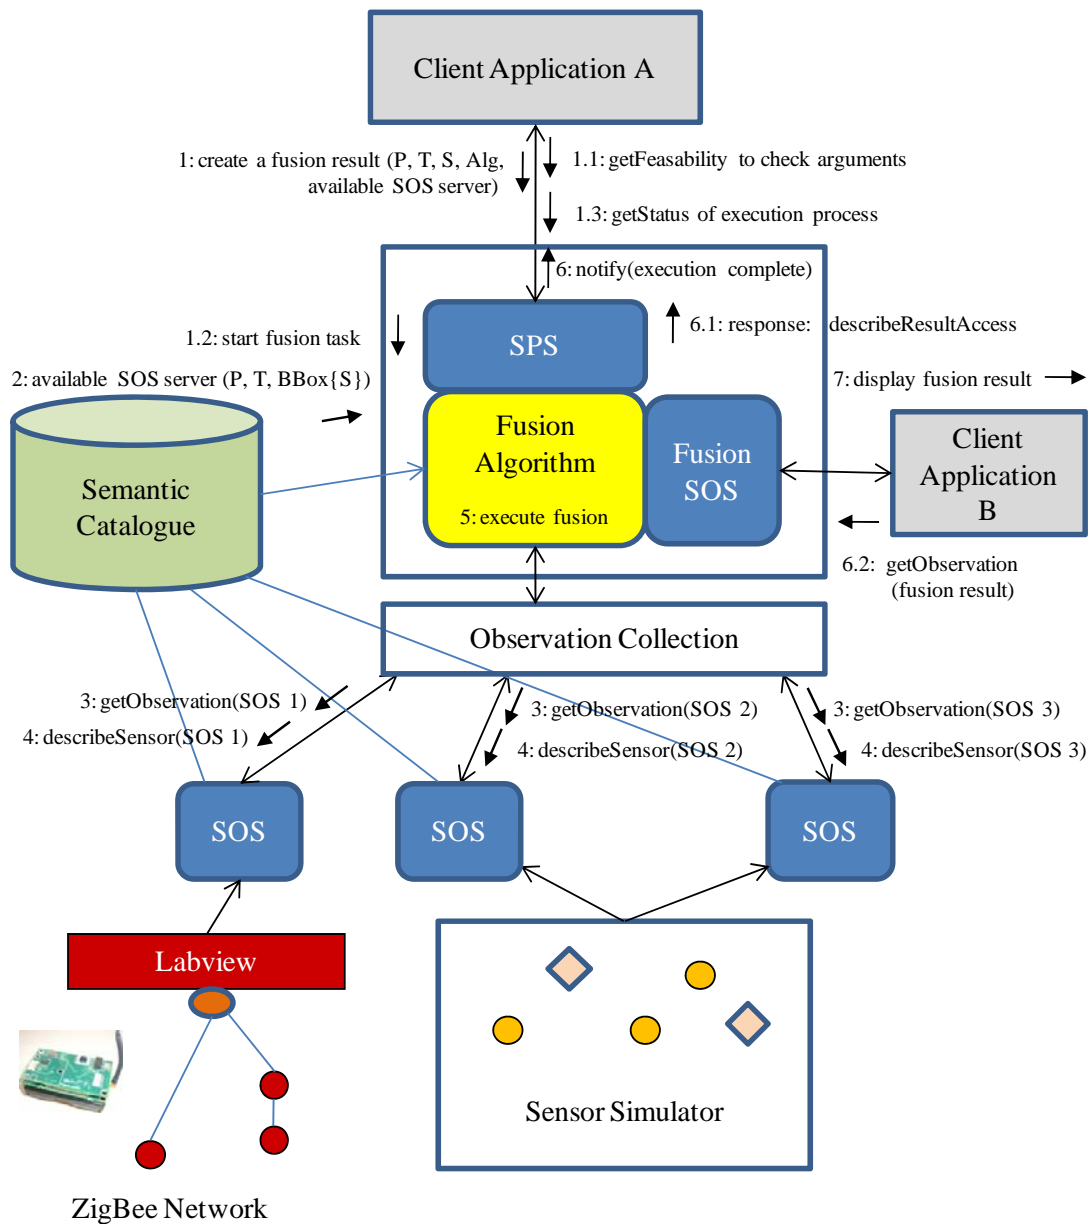 Client Application A
1: create a fusion result (P, T, S, Alg,
available SOS server)
1.1: getFeasability to check arguments
1.3: getStatus of execution process
6: notify(execution complete)
1.2: start fusion task
SPS
6.1: response: describeResultAccess
2: available SOS server (P, T, BBox{S})
7: display fusion result
Fusion
Algorithm
5: execute fusion
Fusion
SOS
Client
Application
B
Semantic
Catalogue
6.2: getObservation
(fusion result)
Observation Collection
3: getObservation(SOS 1)
4: describeSensor(SOS 1)
3: getObservation(SOS 2)
4: describeSensor(SOS 2)
3: getObservation(SOS 3)
4: describeSensor(SOS 3)
SOS
SOS
SOS
Labview
Sensor Simulator
ZigBee Network